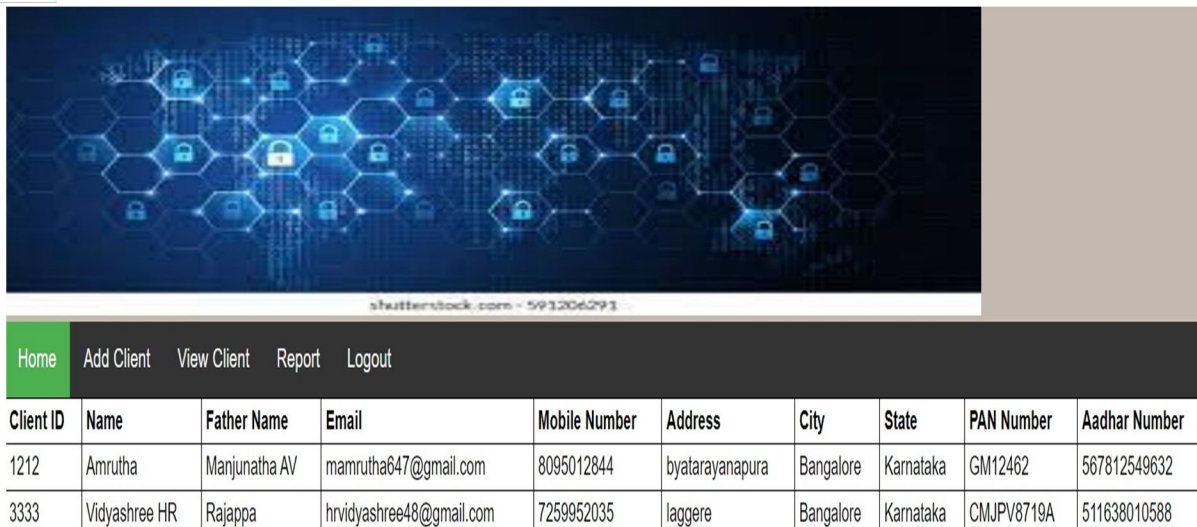 shutterstock.com - 591206291
Home Add Client View Client Report Logout
Client ID Name Father Name Email Mobile Number Address City State PAN Number Aadhar Number
1212 Amrutha Manjunatha AV mamrutha647@gmail.com 8095012844 byatarayanapura Bangalore Karnataka GM12462 567812549632
3333 Vidyashree HR Rajappa hrvidyashree48@gmail.com 7259952035 laggere Bangalore Karnataka CMJPV8719A 511638010588